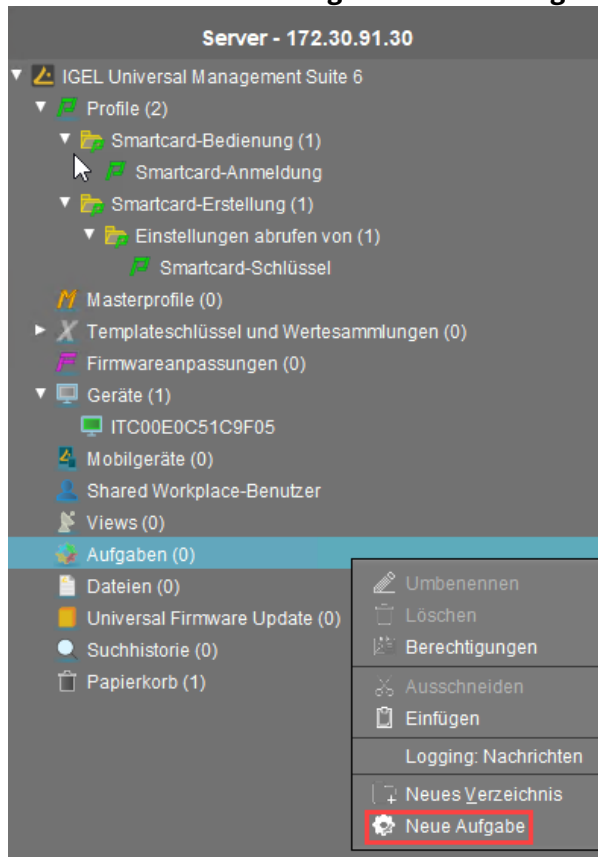 Server - 172.30.91.30
IGEL Universal Management Suite 6
Profile (2)
Smartcard-Bedienung (1)
Smartcard-Anmeldung
Smartcard-Erstellung (1)
Einstellungen abrufen von (1)
Smartcard-Schlüssel
Masterprofile (0)
Templateschlüssel und Wertesammlungen (0)
Firmwareanpassungen (0)
Geräte (1)
ITC00E0C51C9F05
Mobilgeräte (0)
Shared Workplace-Benutzer
Views (0)
Aufgaben (0)
Dateien (0)
Universal Firmware Update (0)
Suchhistorie (0)
Papierkorb (1)
Umbenennen
Löschen
Berechtigungen
Ausschneiden
Einfügen
Logging: Nachrichten
Neues Verzeichnis
Neue Aufgabe